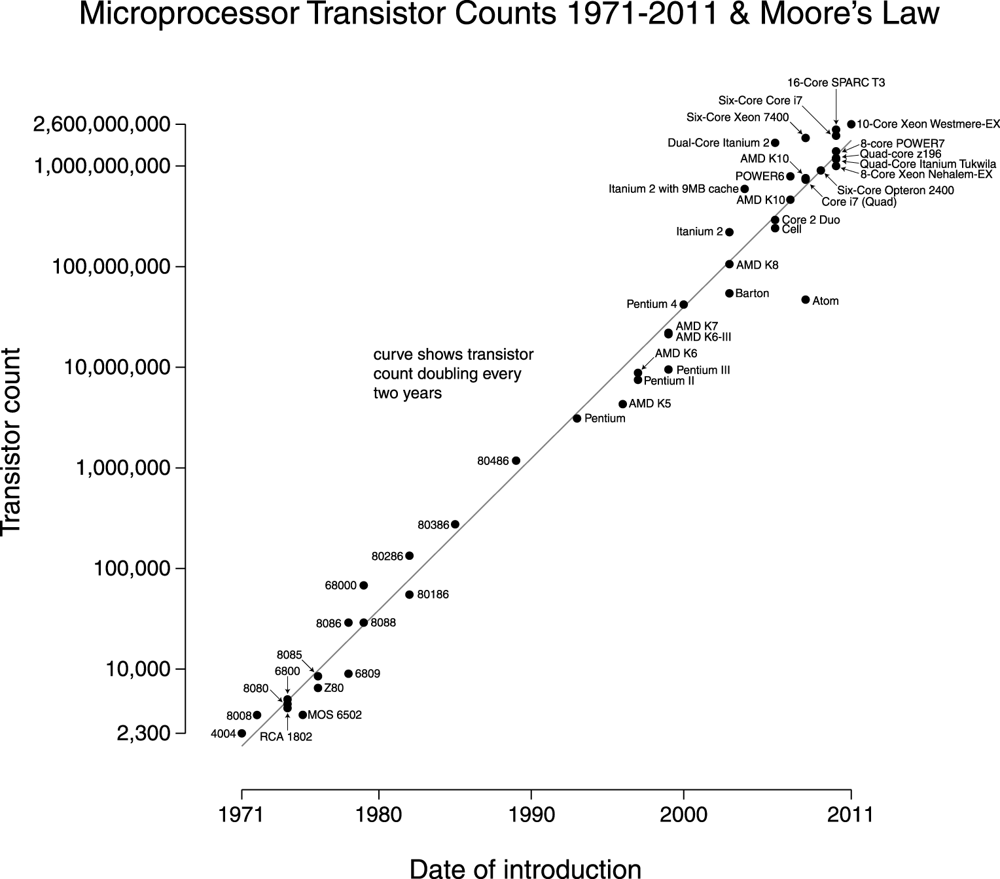 Microprocessor Transistor Counts 1971-2011 & Moore's Law
16-Core SPARC T3
Six-Core Core i7
Six-Core Xeon 7400
10-Core Xeon Westmere-EX
Dual-Core Itanium 2
8-core POWER7
Quad-core z196
AMD K10
Quad-Core Itanium Tukwila
POWER6
8-Core Xeon Nehalem-EX
Itanium 2 with 9MB cache
Six-Core Opteron 2400
AMD K10
Core i7 (Quad)
Core 2 Duo
Cell
Itanium 2
AMD K8
Barton
Atom
Pentium 4
AMD K7
AMD K6-III
curve shows transistor
count doubling every
two years
AMD K6
Pentium III
Pentium II
AMD K5
Pentium
80486
80386
80286
68000
80186
8086
8088
8085
6800
6809
8080
Z80
8008
MOS 6502
4004
RCA 1802
2,600,000,000
1,000,000,000
100,000,000
10,000,000
1,000,000
100,000
10,000
2,300
Transistor count
1971
1980
1990
2000
2011
Date of introduction